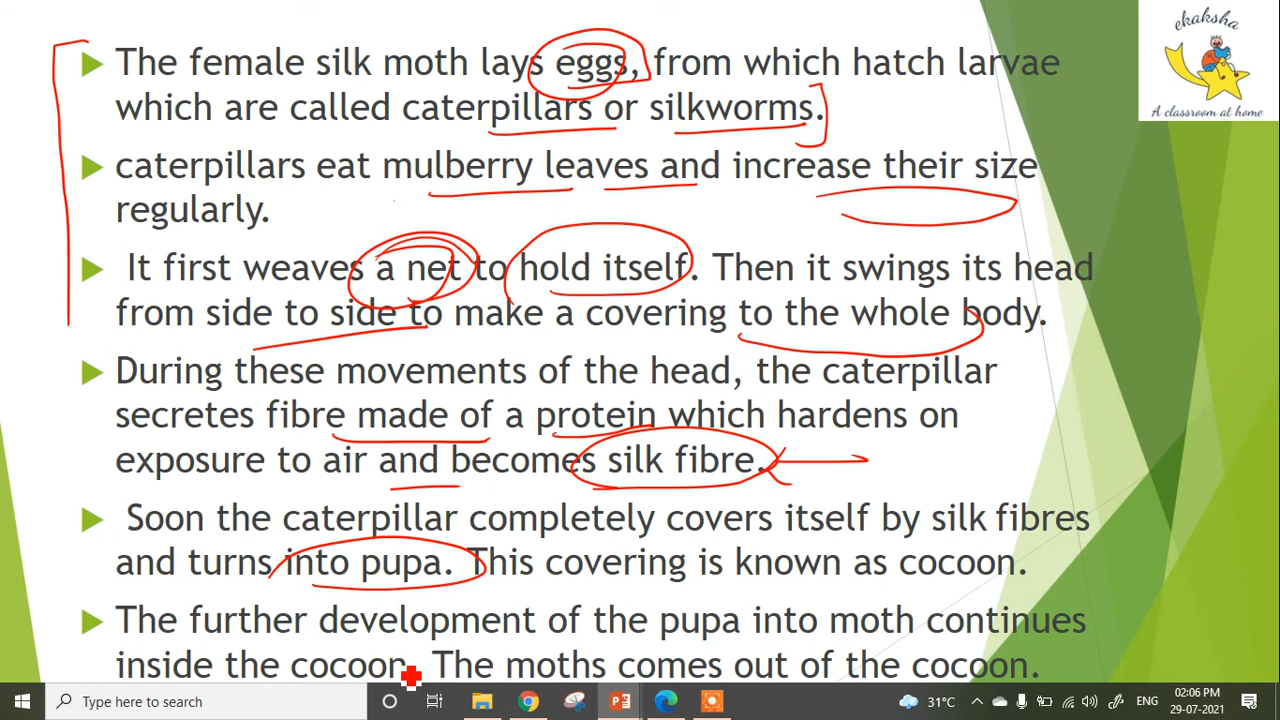 The female silk moth lays eggs, from which hatch larvae
which are called caterpillars or silkworms.
caterpillars eat mulberry leaves and increase their size
regularly.
It first weaves a net to hold itself. Then it swings its head
from side to side to make a covering to the whole body.
During these movements of the head, the caterpillar
secretes fibre made of a protein which hardens on
exposure to air and becomes silk fibre.
Soon the caterpillar completely covers itself by silk fibres
and turns into pupa. This covering is known as cocoon.
The further development of the pupa into moth continues
inside the cocoon. The moths comes out of the cocoon.
ekaksha
A classroom at home
Type here to search
31°C
ENG
02:06 PM
29-07-2021